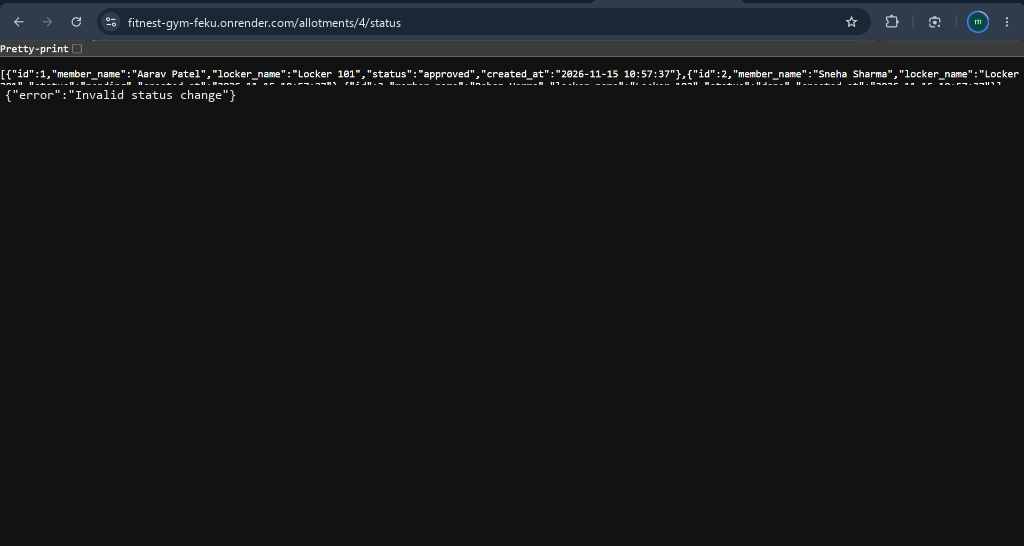 fitnest-gym-feku.onrender.com/allotments/4/status
m
Pretty-print
[{"id":1,"member_name":"Aarav Patel","locker_name":"Locker 101","status":"approved","created_at":"2026-11-15 10:57:37"},{"id":2,"member_name":"Sneha Sharma","locker_name":"Locker
{"error":"Invalid status change"}